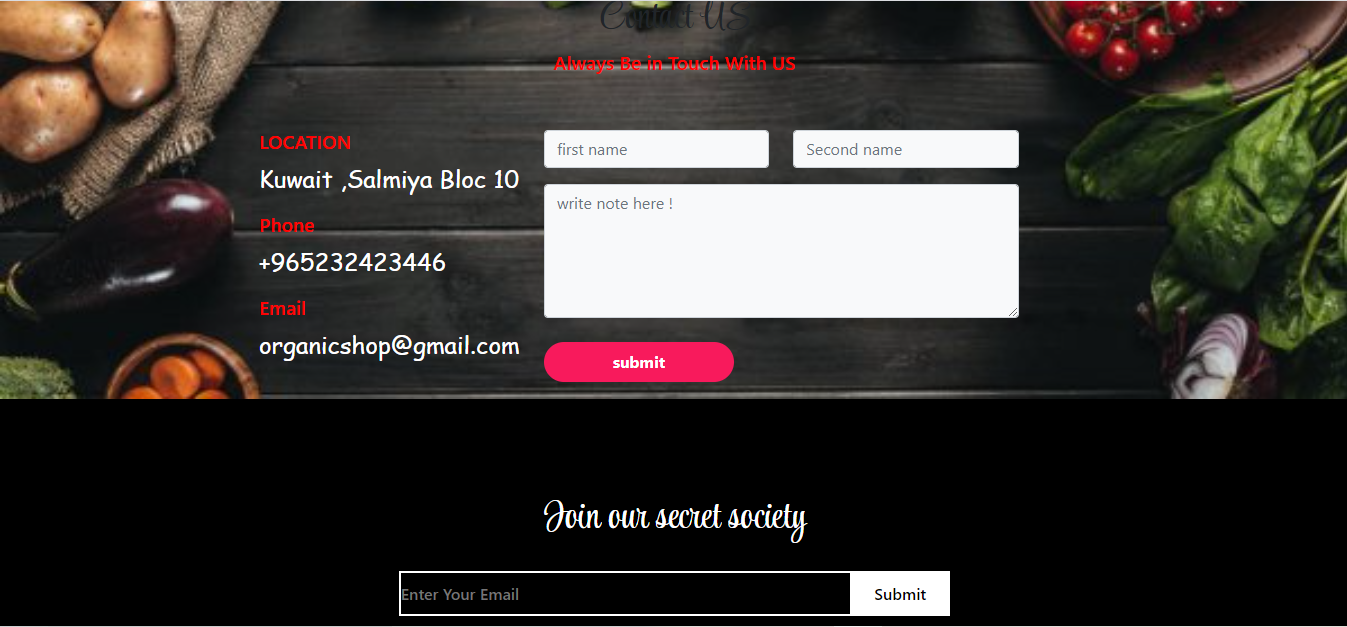 Contact US
Always Be in Touch With US
LOCATION
Kuwait ,Salmiya Bloc 10
Phone
+965232423446
Email
organicshop@gmail.com
first name
Second name
write note here !
submit
Join our secret society
Enter Your Email
Submit